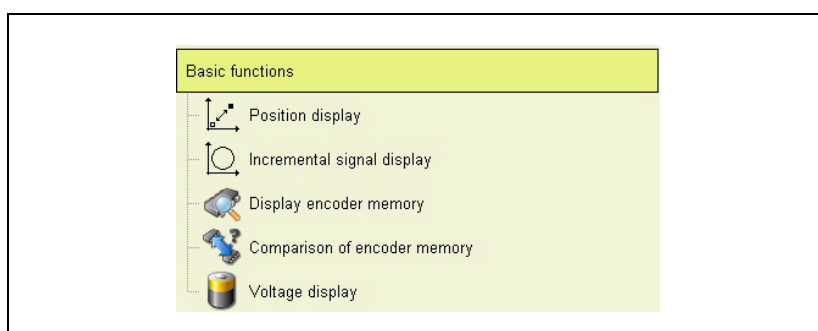 Basic functions
Position display
Incremental signal display
Display encoder memory
Comparison of encoder memory
Voltage display